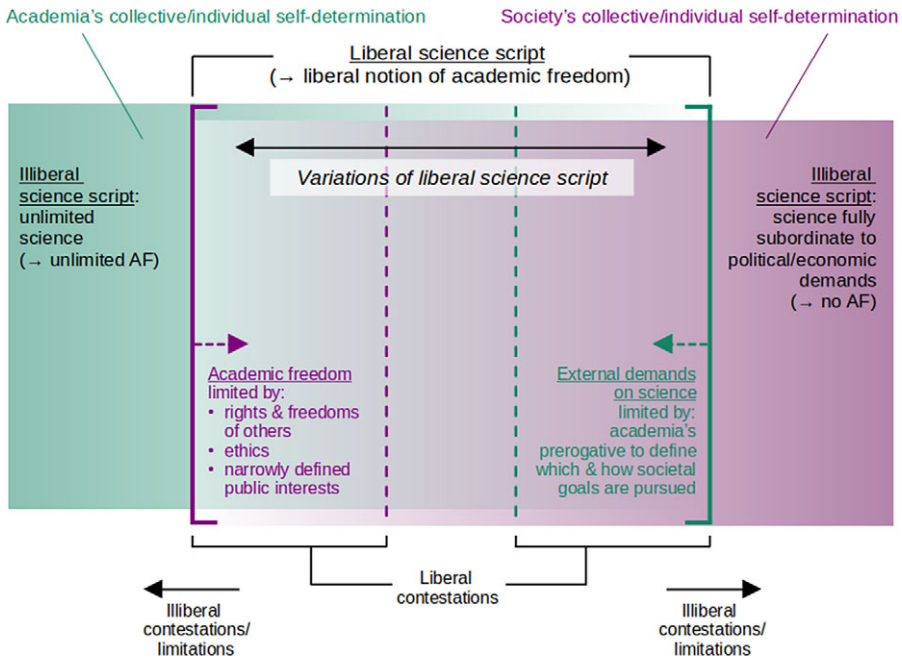 Academia's collective/individual self-determination
Society's collective/individual self-determination
Liberal science script
(→ liberal notion of academic freedom)
Variations of liberal science script
Illiberal
science script:
unlimited
science
(→ unlimited AF)
Illiberal
science script:
science fully
subordinate to
political/economic
demands
(→ no AF)
Academic freedom
limited by:
• rights & freedoms
of others
• ethics
• narrowly defined
public interests
External demands
on science
limited by:
academia's
prerogative to define
which & how societal
goals are pursued
Liberal
contestations
Illiberal
contestations/
limitations
Illiberal
contestations/
limitations